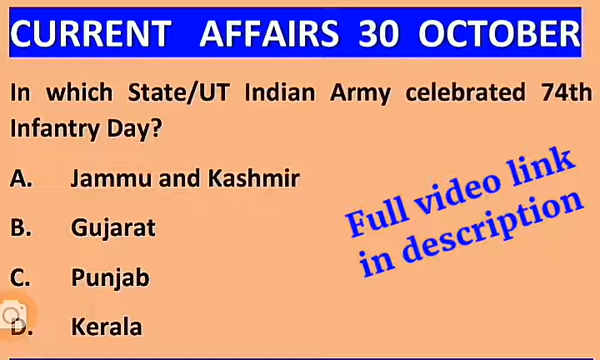 CURRENT AFFAIRS 30 OCTOBER
In which State/UT Indian Army celebrated 74th
Infantry Day?
A. Jammu and Kashmir
B. Gujarat
C. Punjab
D. Kerala
Full video link
in description